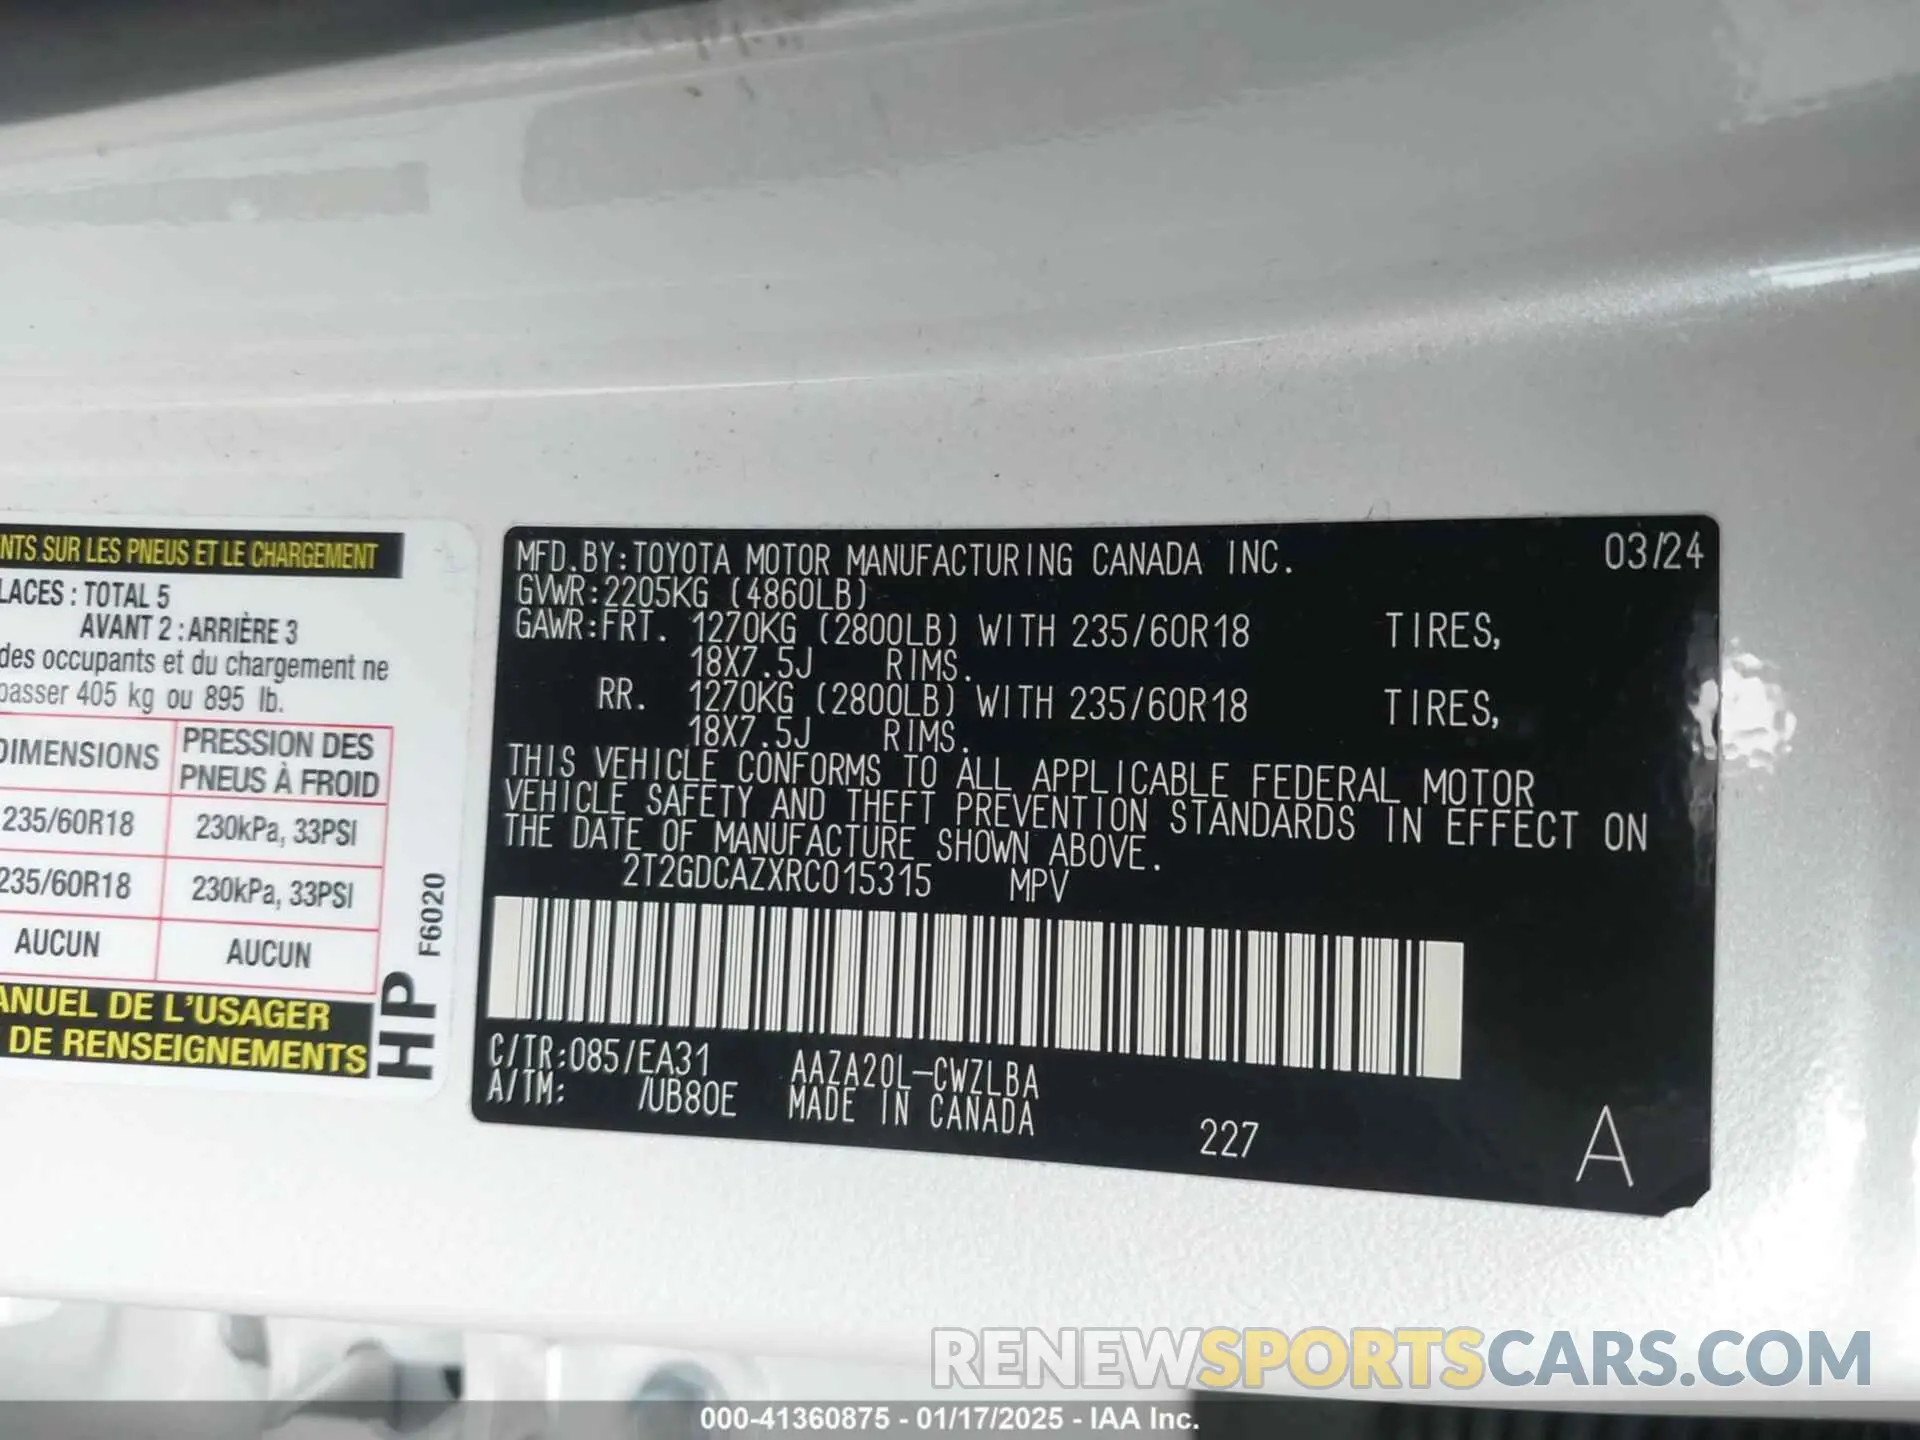 NTS SUR LES PNEUS ET LE CHARGEMENT
LACES : TOTAL 5
AVANT 2 : ARRIÈRE 3
des occupants et du chargement ne
passer 405 kg ou 895 lb.
DIMENSIONS
PRESSION DES
PNEUS À FROID
235/60R18
230kPa, 33PSI
235/60R18
230kPa, 33PSI
AUCUN
AUCUN
ANUEL DE L'USAGER
DE RENSEIGNEMENTS
F6020
HP
MFD.BY:TOYOTA MOTOR MANUFACTURING CANADA INC. 03/24
GVWR:2205KG (4860LB)
GAWR:FRT. 1270KG (2800LB) WITH 235/60R18 TIRES,
18X7.5J RIMS.
RR. 1270KG (2800LB) WITH 235/60R18 TIRES,
18X7.5J RIMS.
THIS VEHICLE CONFORMS TO ALL APPLICABLE FEDERAL MOTOR
VEHICLE SAFETY AND THEFT PREVENTION STANDARDS IN EFFECT ON
THE DATE OF MANUFACTURE SHOWN ABOVE.
2T2GDCAZXRC015315 MPV
C/TR:085/EA31 AAZA20L-CWZLBA
A/TM: /UB80E MADE IN CANADA
227
A
RENEWSPORTSCARS.COM
000-41360875 - 01/17/2025 - IAA Inc.